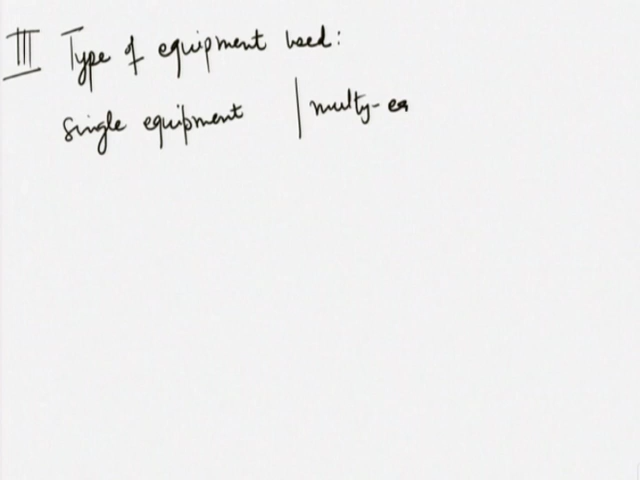 III Type of equipment used:
single equipment | multy-eq